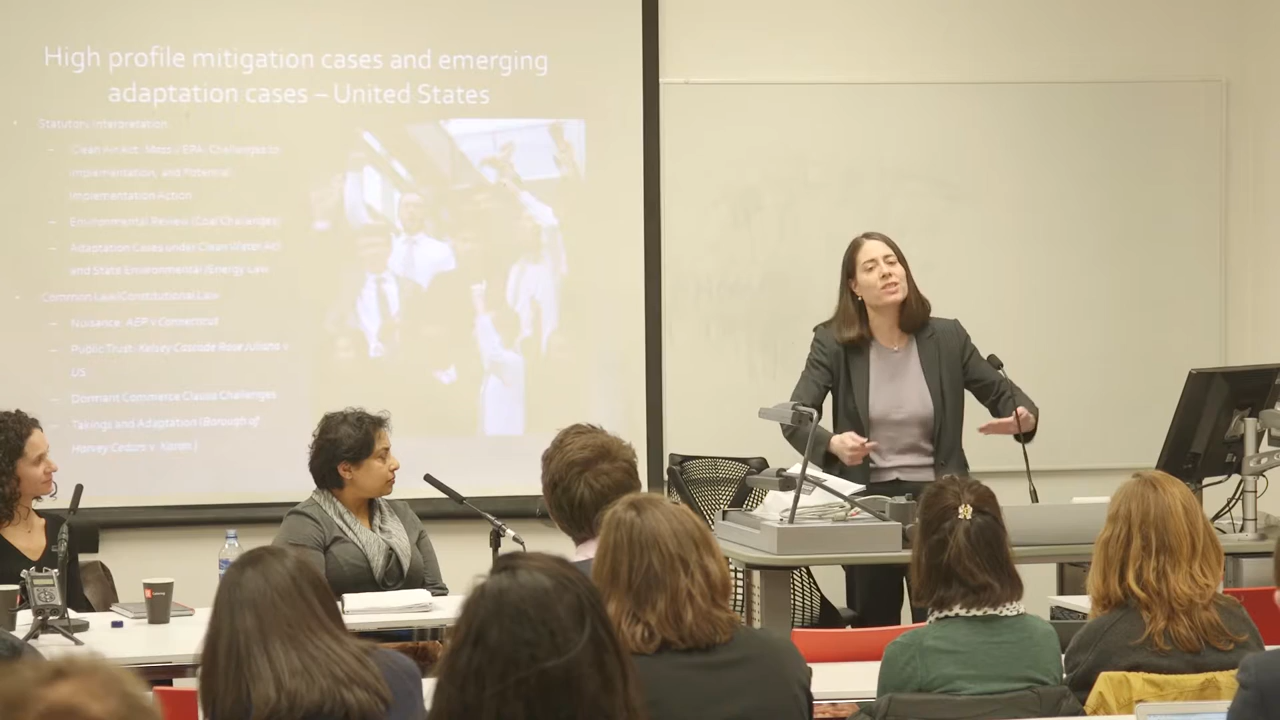 High profile mitigation cases and emerging
adaptation cases – United States
Statutory Interpretation
Clean Air Act: Mass v EPA, Challenges to
Implementation, and Potential
Implementation Action
Environmental Review (Coal Challenges)
Adaptation Cases under Clean Water Act
and State Environmental/Energy Law
Common Law/Constitutional Law
Nuisance: AEP v Connecticut
Public Trust: Kelsey Cascade Rose Juliana v
US
Dormant Commerce Clause Challenges
Takings and Adaptation (Borough of
Harvey Cedars v. Karan)